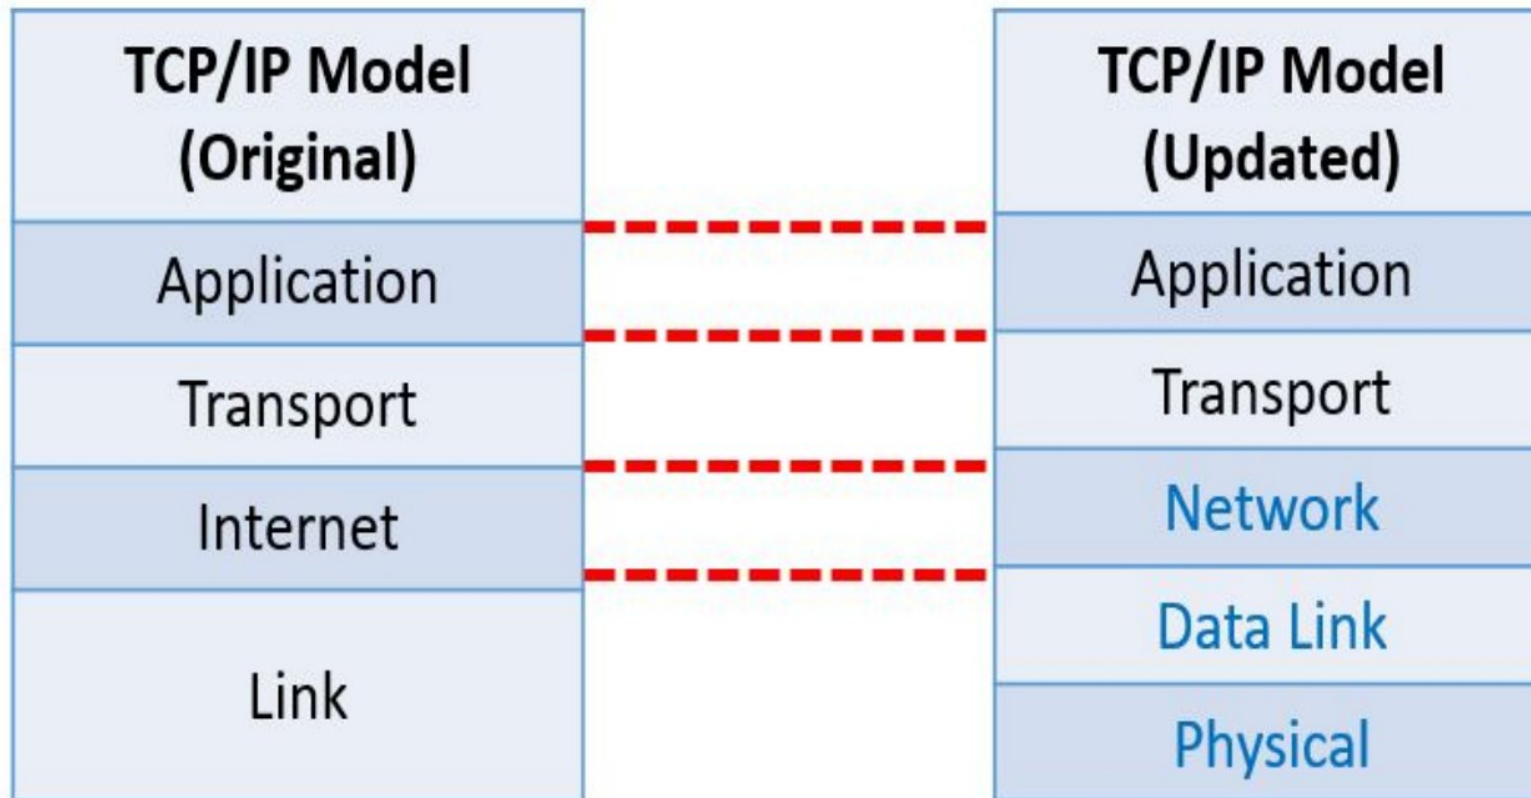 TCP/IP Model
(Original)
Application
Transport
Internet
Link
TCP/IP Model
(Updated)
Application
Transport
Network
Data Link
Physical